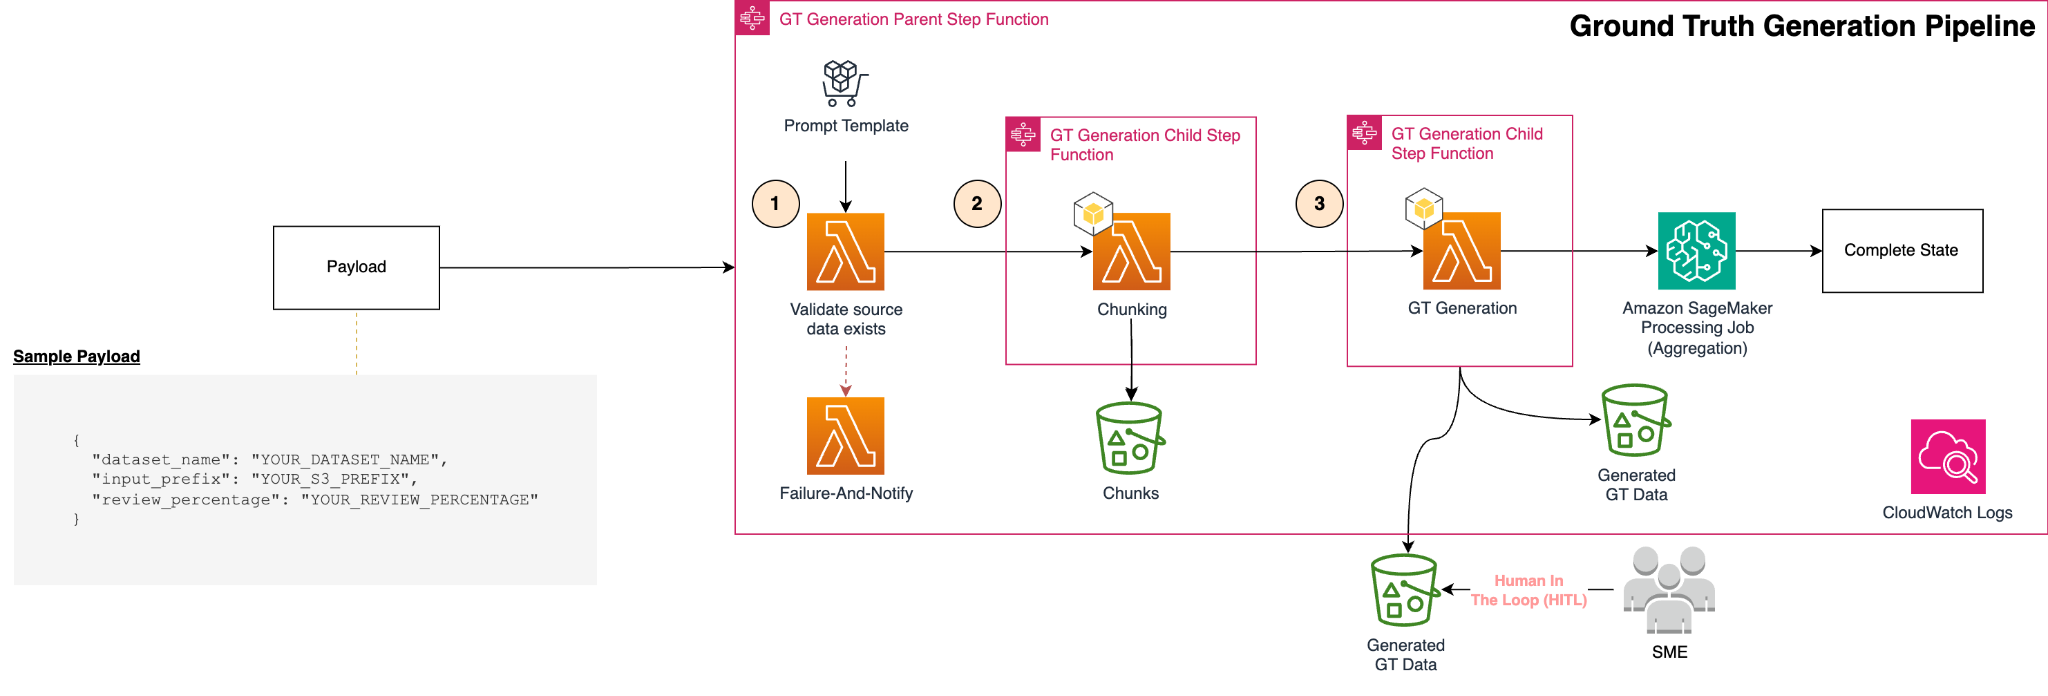 GT Generation Parent Step Function
Ground Truth Generation Pipeline
Prompt Template
GT Generation Child Step
Function
GT Generation Child
Step Function
1
2
3
Payload
Validate source
data exists
Chunking
GT Generation
Amazon SageMaker
Processing Job
(Aggregation)
Complete State
Sample Payload
{
"dataset_name": "YOUR_DATASET_NAME",
"input_prefix": "YOUR_S3_PREFIX",
"review_percentage": "YOUR_REVIEW_PERCENTAGE"
}
Failure-And-Notify
Chunks
Generated
GT Data
CloudWatch Logs
Human In
The Loop (HITL)
Generated
GT Data
SME